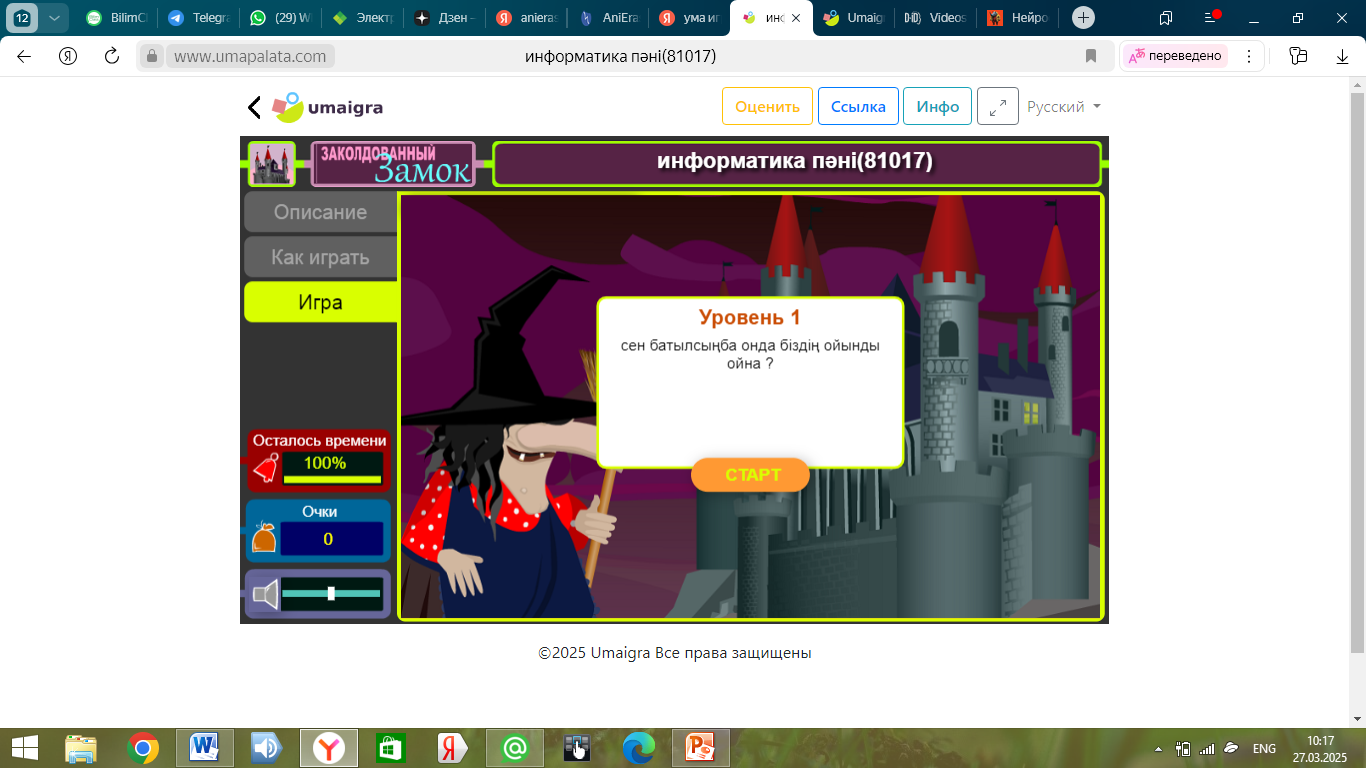 12
BilimCl
Telegra
(29) W
Электр
Дзен –
anieras
AniEra
ума иг
инс
Umaig
Videos
Нейро
www.umapalata.com
информатика пәні(81017)
переведено
umaigra
Оценить
Ссылка
Инфо
Русский
ЗАКОЛДОВАННЫЙ
Замок
информатика пәні(81017)
Описание
Как играть
Игра
Уровень 1
сен батылсыңба онда біздің ойынды
ойна ?
СТАРТ
Осталось времени
100%
Очки
0
©2025 Umaigra Все права защищены
ENG
10:17
27.03.2025